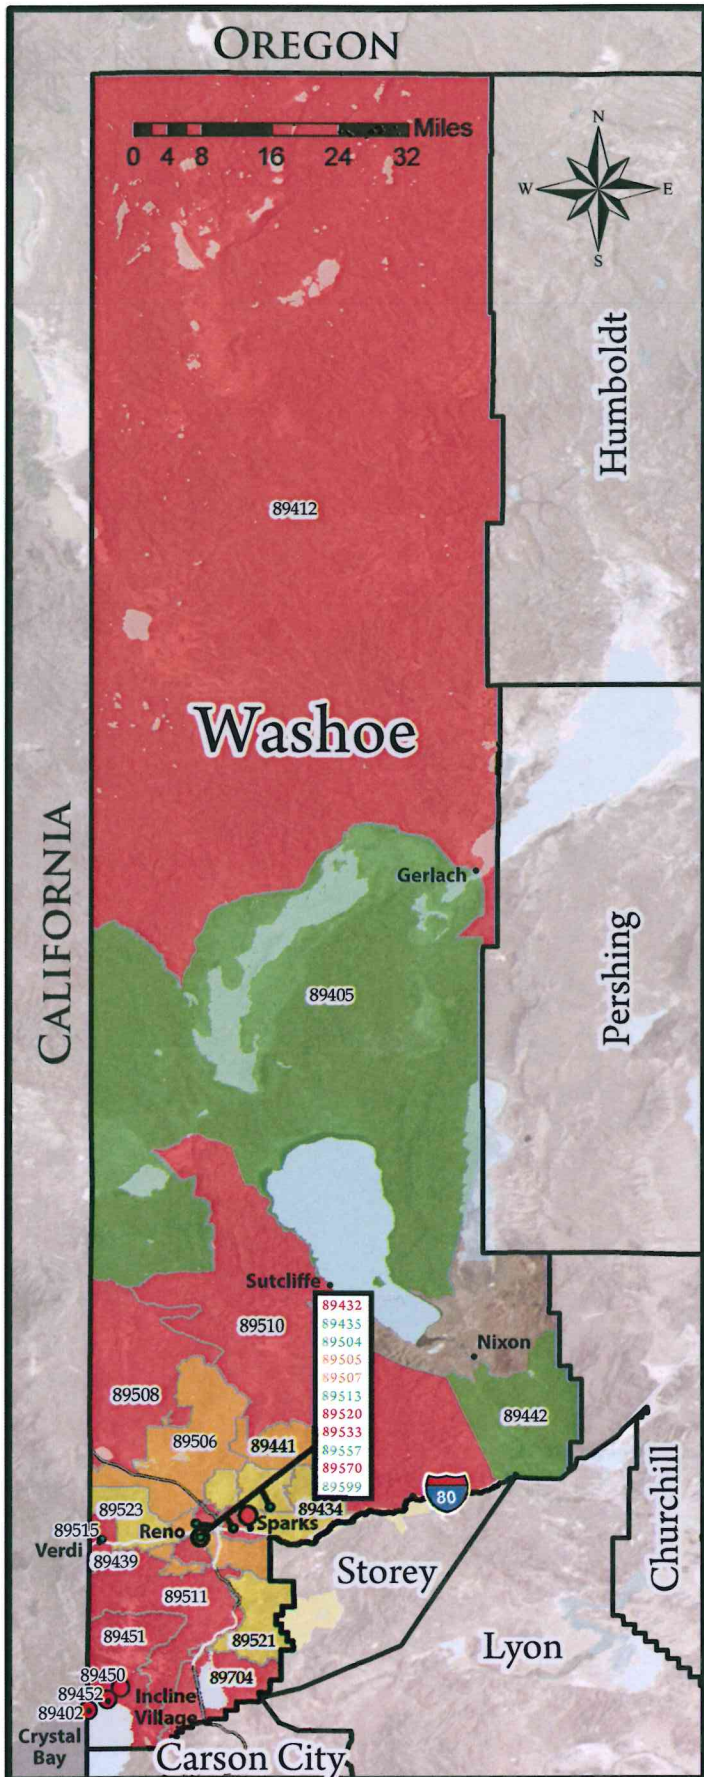 OREGON
Miles
0 4 8 16 24 32
N
W E
S
Humboldt
89412
Washoe
CALIFORNIA
Gerlach
Pershing
89405
Sutcliffe
89432
89435
89504
89505
89507
89513
89520
89533
89557
89570
89599
89510
Nixon
89508
89442
89506
89441
80
Churchill
89523
89434
89515
Reno
Sparks
Verdi
89439
Storey
89511
89451
89521
Lyon
89450
89704
89452
Incline
Village
89402
Crystal
Bay
Carson City